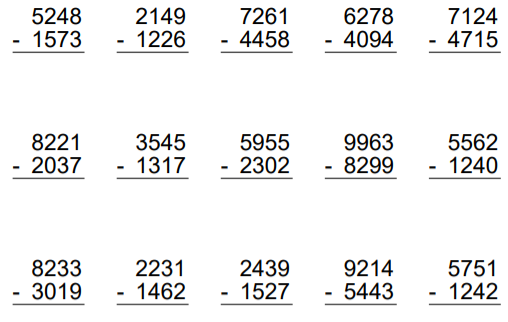 5248 2149 7261 6278 7124
- 1573 - 1226 - 4458 - 4094 - 4715
8221 3545 5955 9963 5562
- 2037 - 1317 - 2302 - 8299 - 1240
8233 2231 2439 9214 5751
- 3019 - 1462 - 1527 - 5443 - 1242